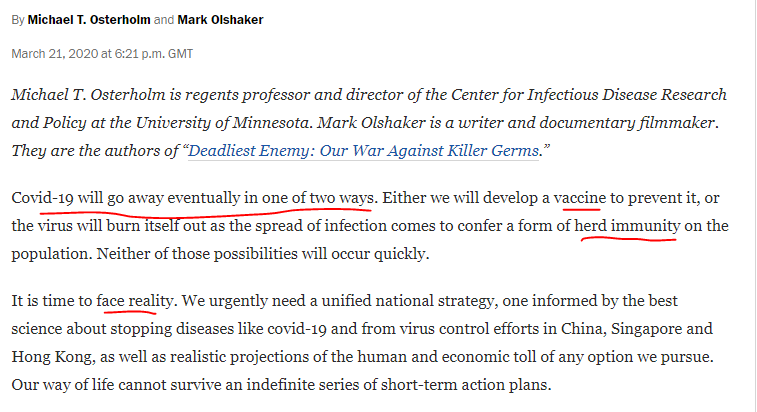 By Michael T. Osterholm and Mark Olshaker
March 21, 2020 at 6:21 p.m. GMT
Michael T. Osterholm is regents professor and director of the Center for Infectious Disease Research
and Policy at the University of Minnesota. Mark Olshaker is a writer and documentary filmmaker.
They are the authors of “Deadliest Enemy: Our War Against Killer Germs.”
Covid-19 will go away eventually in one of two ways. Either we will develop a vaccine to prevent it, or
the virus will burn itself out as the spread of infection comes to confer a form of herd immunity on the
population. Neither of those possibilities will occur quickly.
It is time to face reality. We urgently need a unified national strategy, one informed by the best
science about stopping diseases like covid-19 and from virus control efforts in China, Singapore and
Hong Kong, as well as realistic projections of the human and economic toll of any option we pursue.
Our way of life cannot survive an indefinite series of short-term action plans.